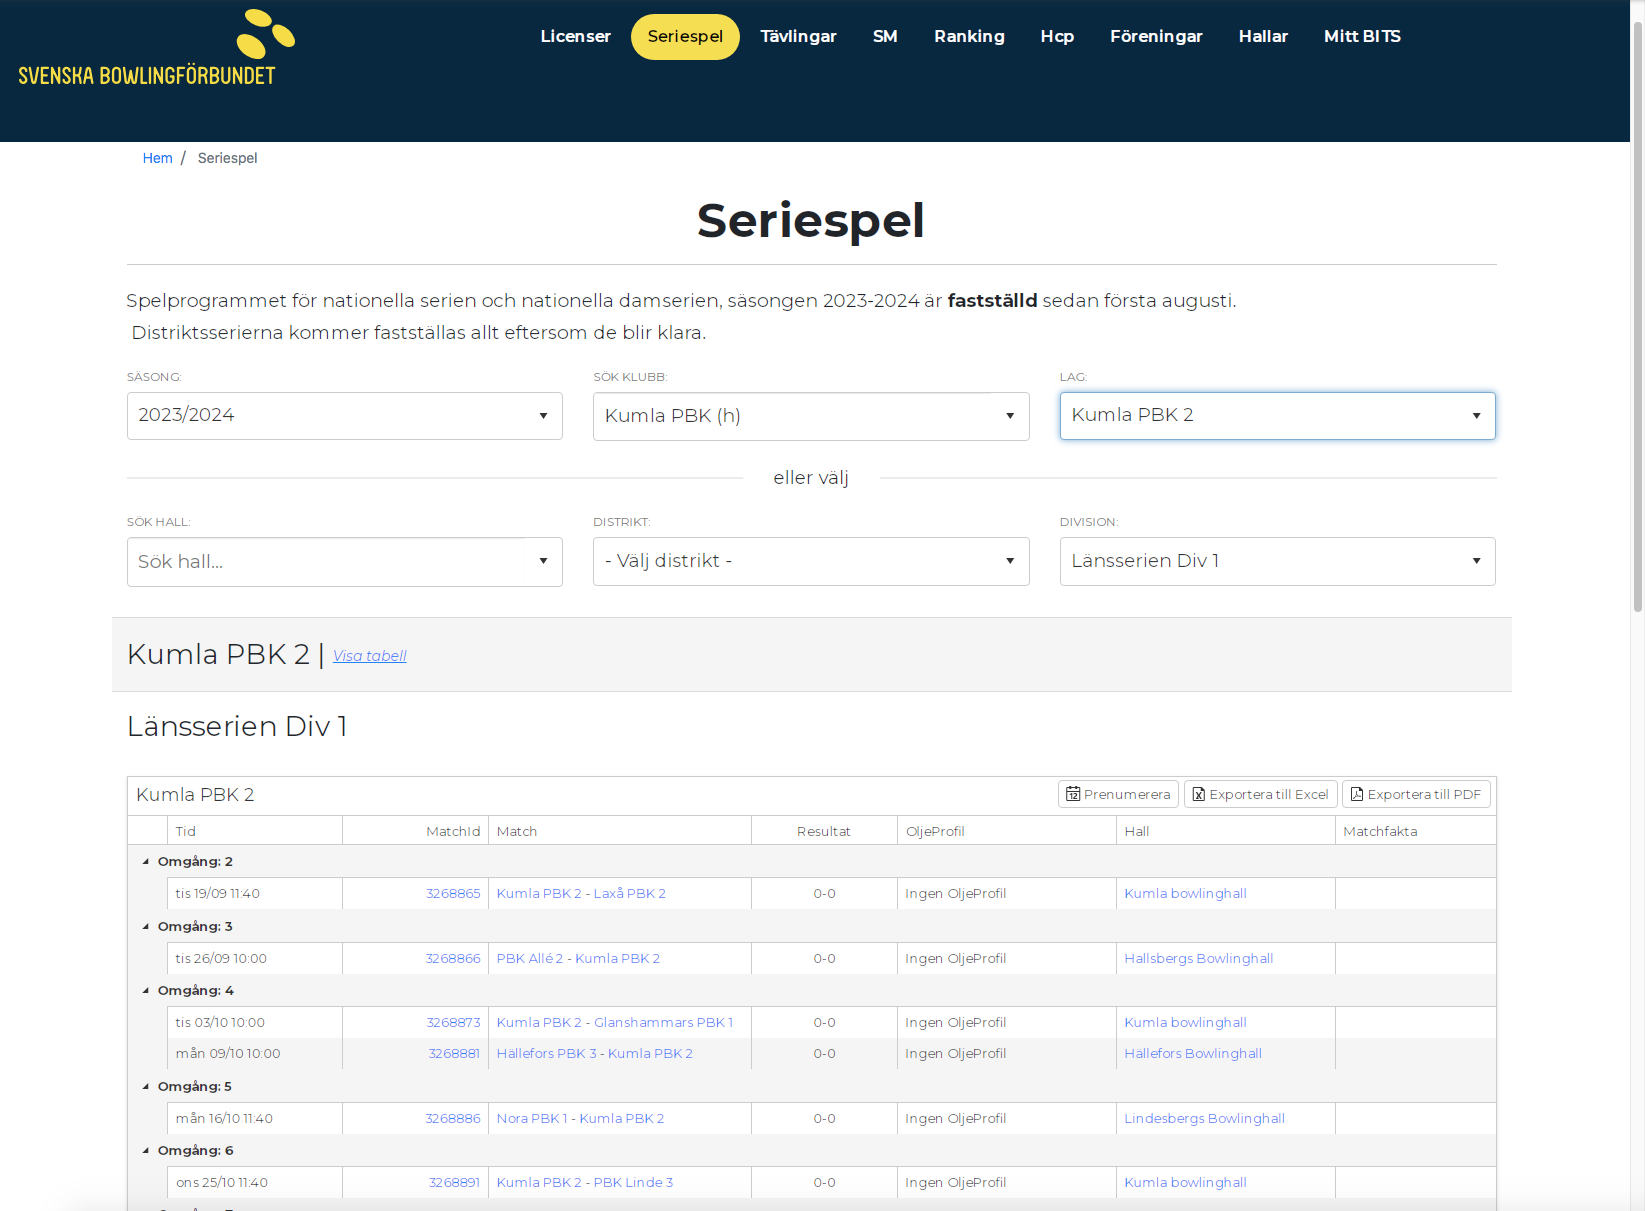 SVENSKA BOWLINGFÖRBUNDET
Licenser Seriespel Tävlingar SM Ranking Hcp Föreningar Hallar Mitt BITS
Hem / Seriespel
Seriespel
Spelprogrammet för nationella serien och nationella damserien, säsongen 2023-2024 är fastställd sedan första augusti.
Distriktsserierna kommer fastställas allt eftersom de blir klara.
SÄSONG: SÖK KLUBB: LAG:
2023/2024 Kumla PBK (h) Kumla PBK 2
eller välj
SÖK HALL: DISTRIKT: DIVISION:
Sök hall... - Välj distrikt - Länsserien Div 1
Kumla PBK 2 | Visa tabell
Länsserien Div 1
Kumla PBK 2 Prenumerera Exportera till Excel Exportera till PDF
Tid MatchId Match Resultat OljeProfil Hall Matchfakta
Omgång: 2
tis 19/09 11:40 3268865 Kumla PBK 2 - Laxå PBK 2 0-0 Ingen OljeProfil Kumla bowlinghall
Omgång: 3
tis 26/09 10:00 3268866 PBK Allé 2 - Kumla PBK 2 0-0 Ingen OljeProfil Hallsbergs Bowlinghall
Omgång: 4
tis 03/10 10:00 3268873 Kumla PBK 2 - Glanshammars PBK 1 0-0 Ingen OljeProfil Kumla bowlinghall
mån 09/10 10:00 3268881 Hällefors PBK 3 - Kumla PBK 2 0-0 Ingen OljeProfil Hällefors Bowlinghall
Omgång: 5
mån 16/10 11:40 3268886 Nora PBK 1 - Kumla PBK 2 0-0 Ingen OljeProfil Lindesbergs Bowlinghall
Omgång: 6
ons 25/10 11:40 3268891 Kumla PBK 2 - PBK Linde 3 0-0 Ingen OljeProfil Kumla bowlinghall